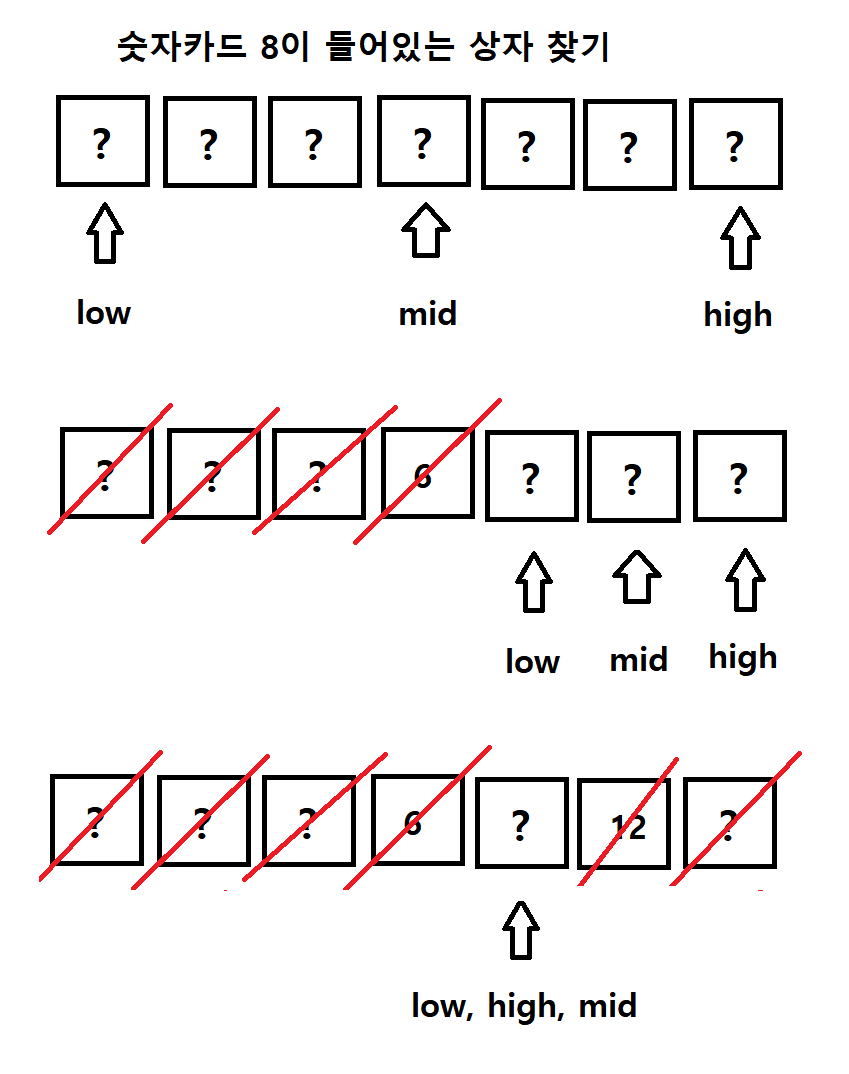 숫자카드 8이 들어있는 상자 찾기
? ? ? ? ? ? ?
low mid high
? ? ? 6 ? ? ?
low mid high
? ? ? 6 ? 12 ?
low, high, mid